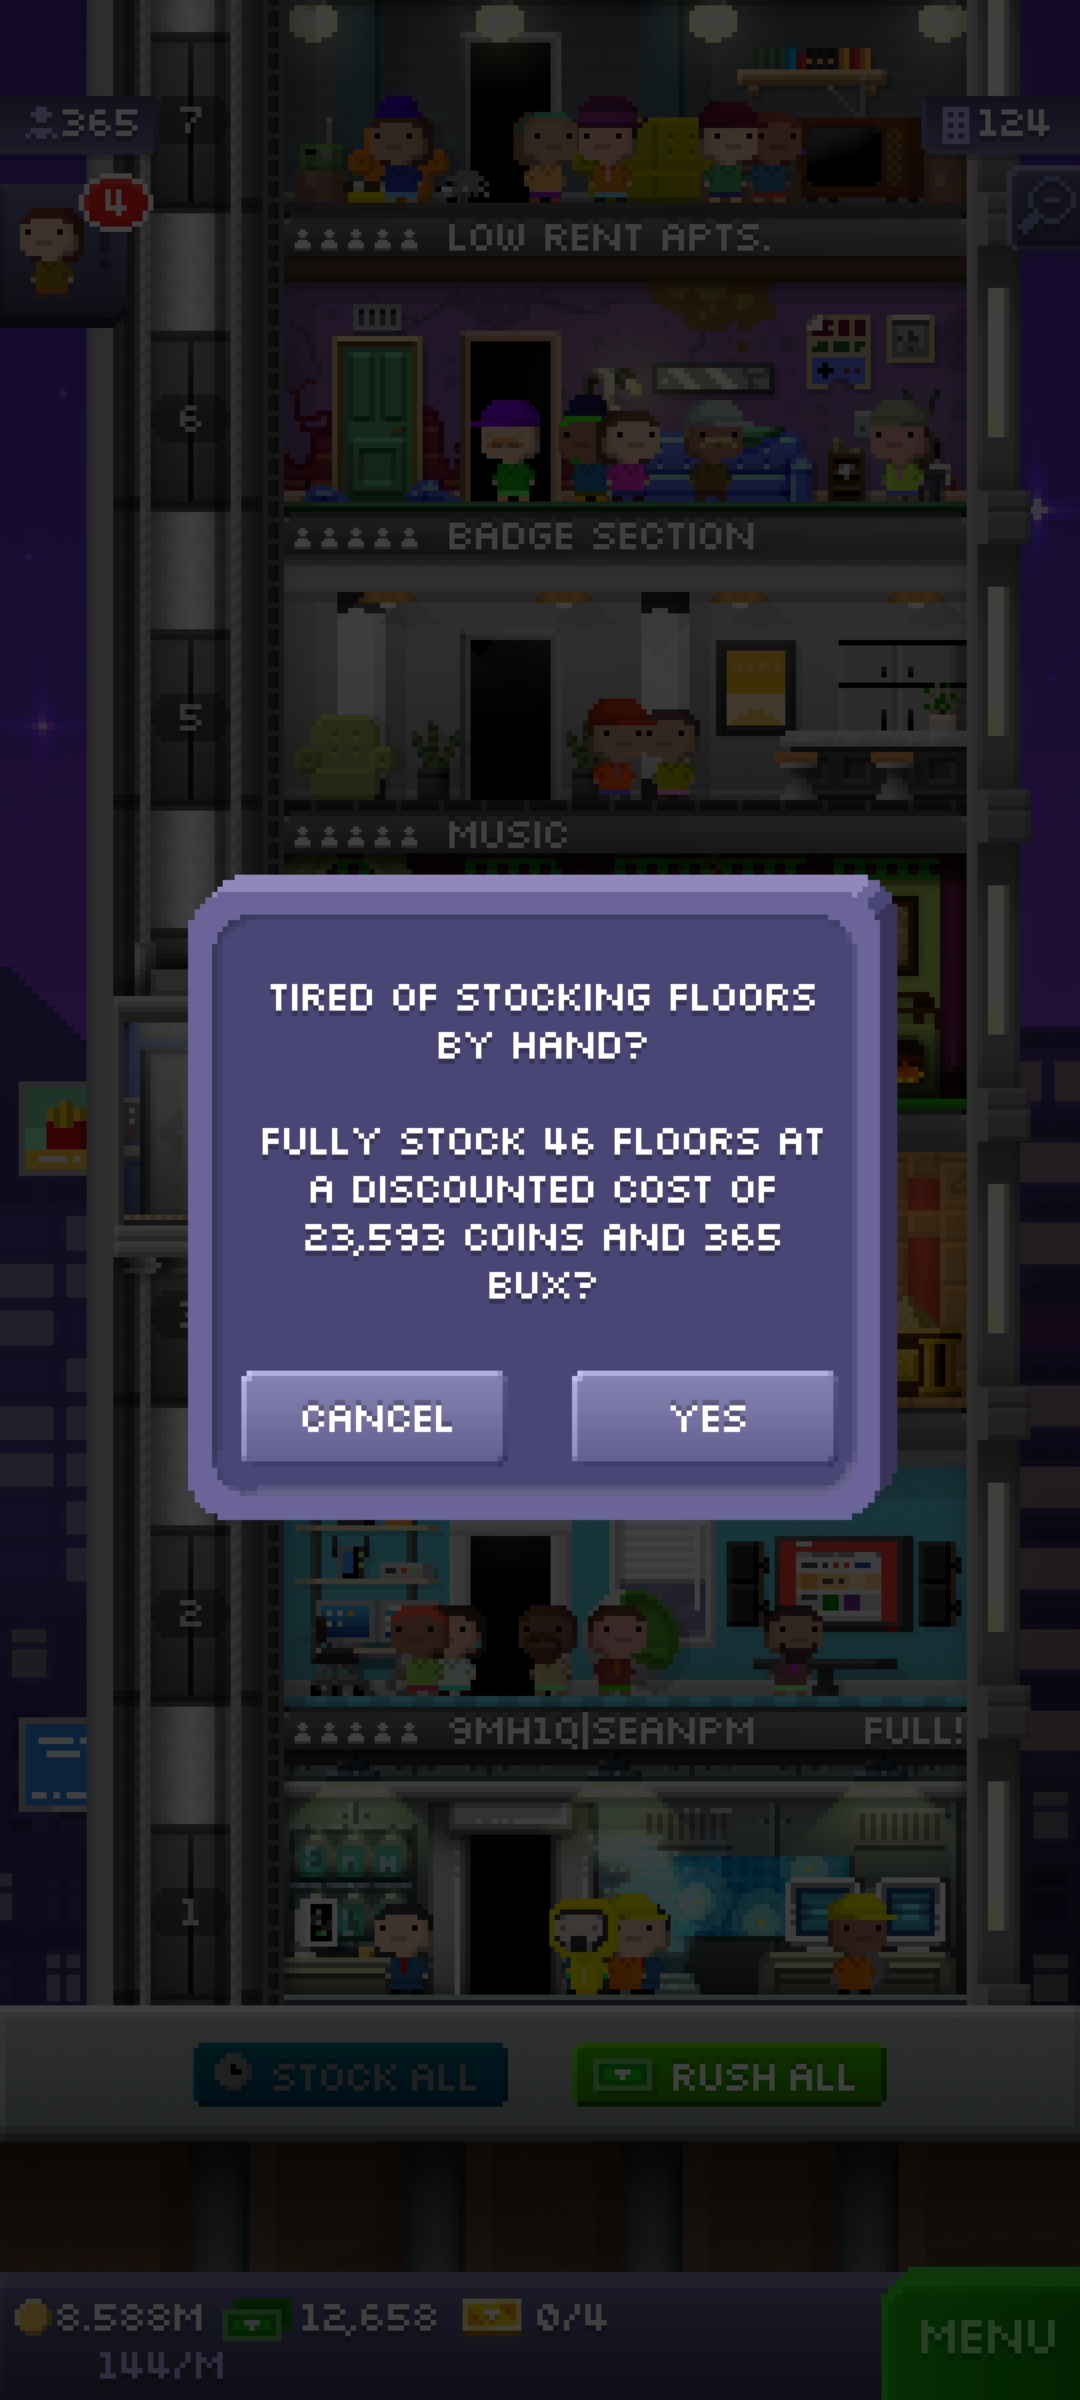 365
7
124
4
LOW RENT APTS.
6
BADGE SECTION
5
MUSIC
TIRED OF STOCKING FLOORS
BY HAND?
FULLY STOCK 46 FLOORS AT
A DISCOUNTED COST OF
23,593 COINS AND 365
BUX?
CANCEL YES
2
9MH1Q|SEANPM FULL!
1
STOCK ALL RUSH ALL
8.588M 12,658 0/4
144/M
MENU